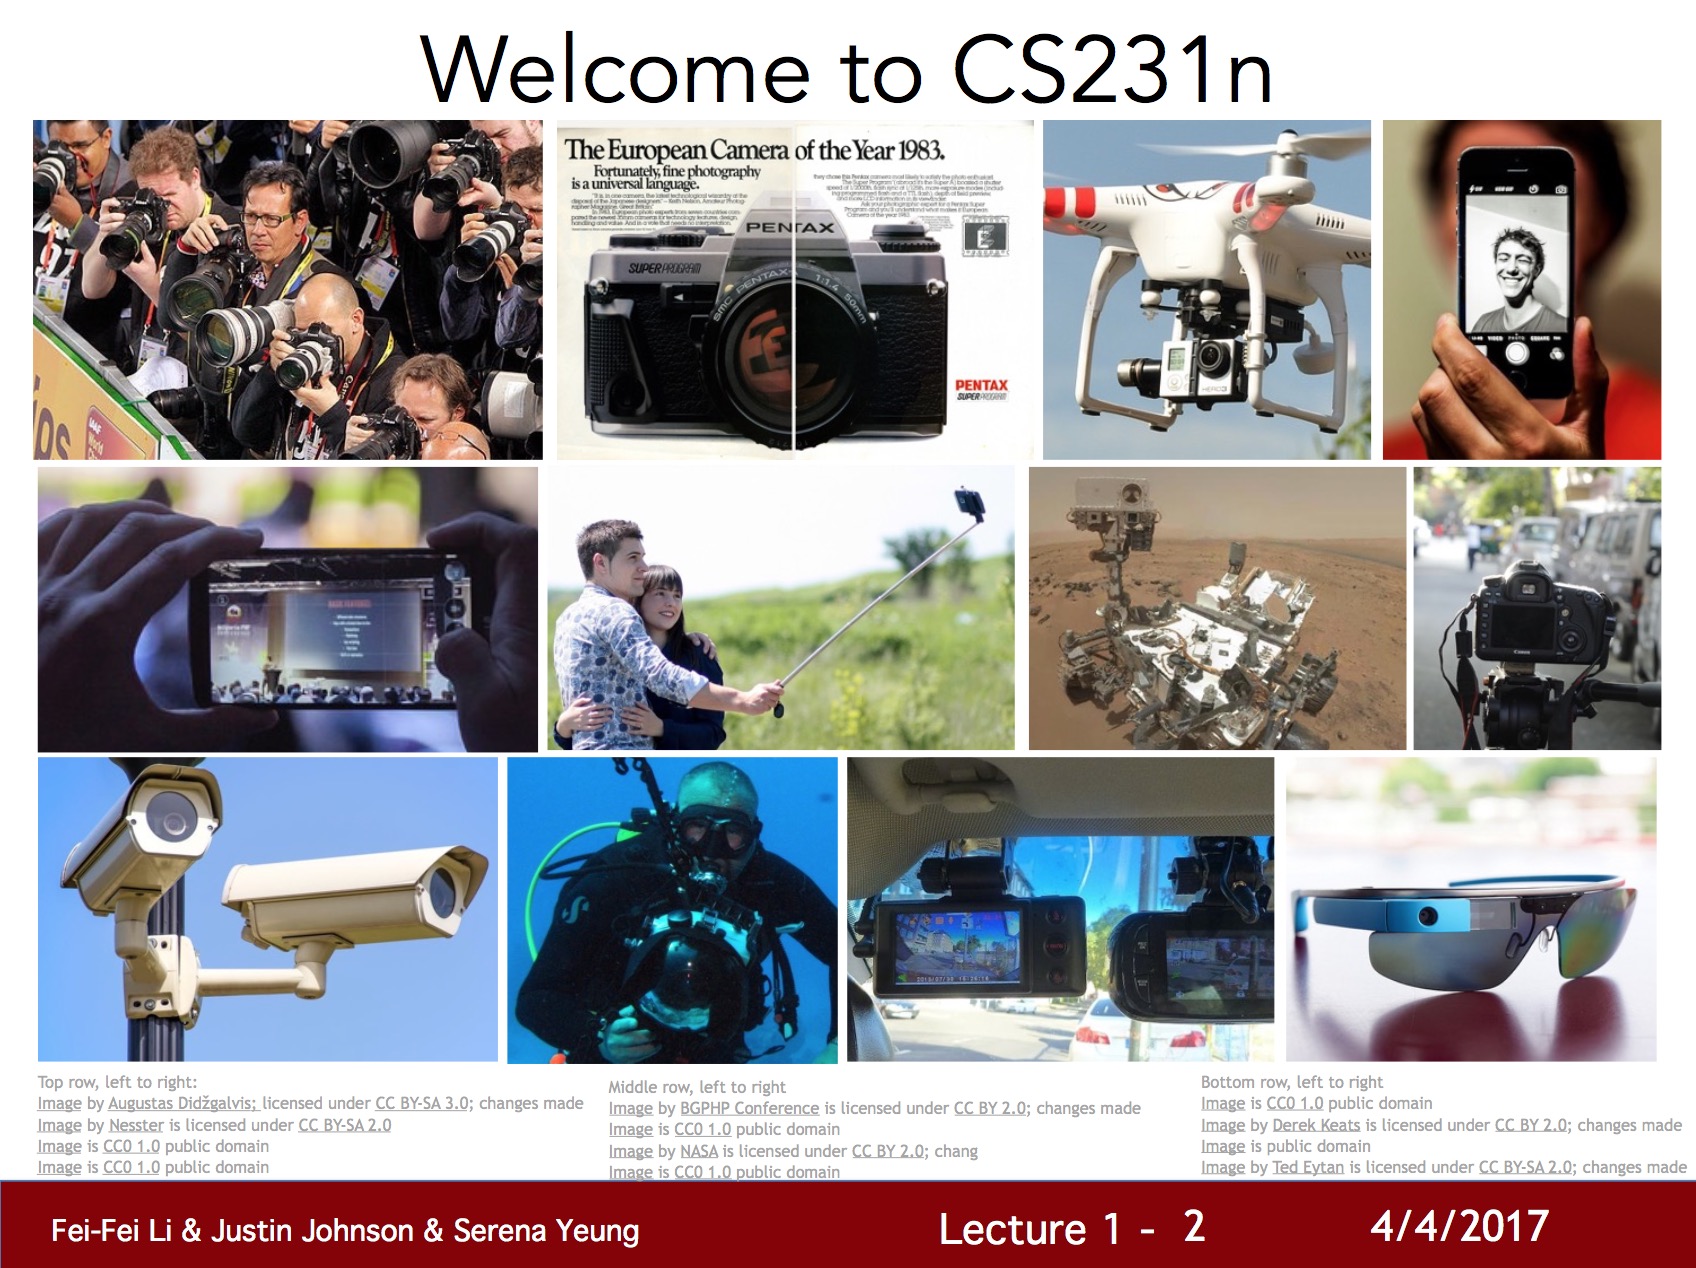 Welcome to CS231n
The European Camera of the Year 1983.
Fortunately, fine photography
is a universal language.
PENTAX
SUPER PROGRAM
SMC PENTAX 1:1.4 50mm
PENTAX
SUPER PROGRAM
HERO3
Canon
Top row, left to right:
Image by Augustas Didžgalvis; licensed under CC BY-SA 3.0; changes made
Image by Nesster is licensed under CC BY-SA 2.0
Image is CC0 1.0 public domain
Image is CC0 1.0 public domain
Middle row, left to right
Image by BGPHP Conference is licensed under CC BY 2.0; changes made
Image is CC0 1.0 public domain
Image by NASA is licensed under CC BY 2.0; chang
Image is CC0 1.0 public domain
Bottom row, left to right
Image is CC0 1.0 public domain
Image by Derek Keats is licensed under CC BY 2.0; changes made
Image is public domain
Image by Ted Eytan is licensed under CC BY-SA 2.0; changes made
Fei-Fei Li & Justin Johnson & Serena Yeung
Lecture 1 - 2
4/4/2017